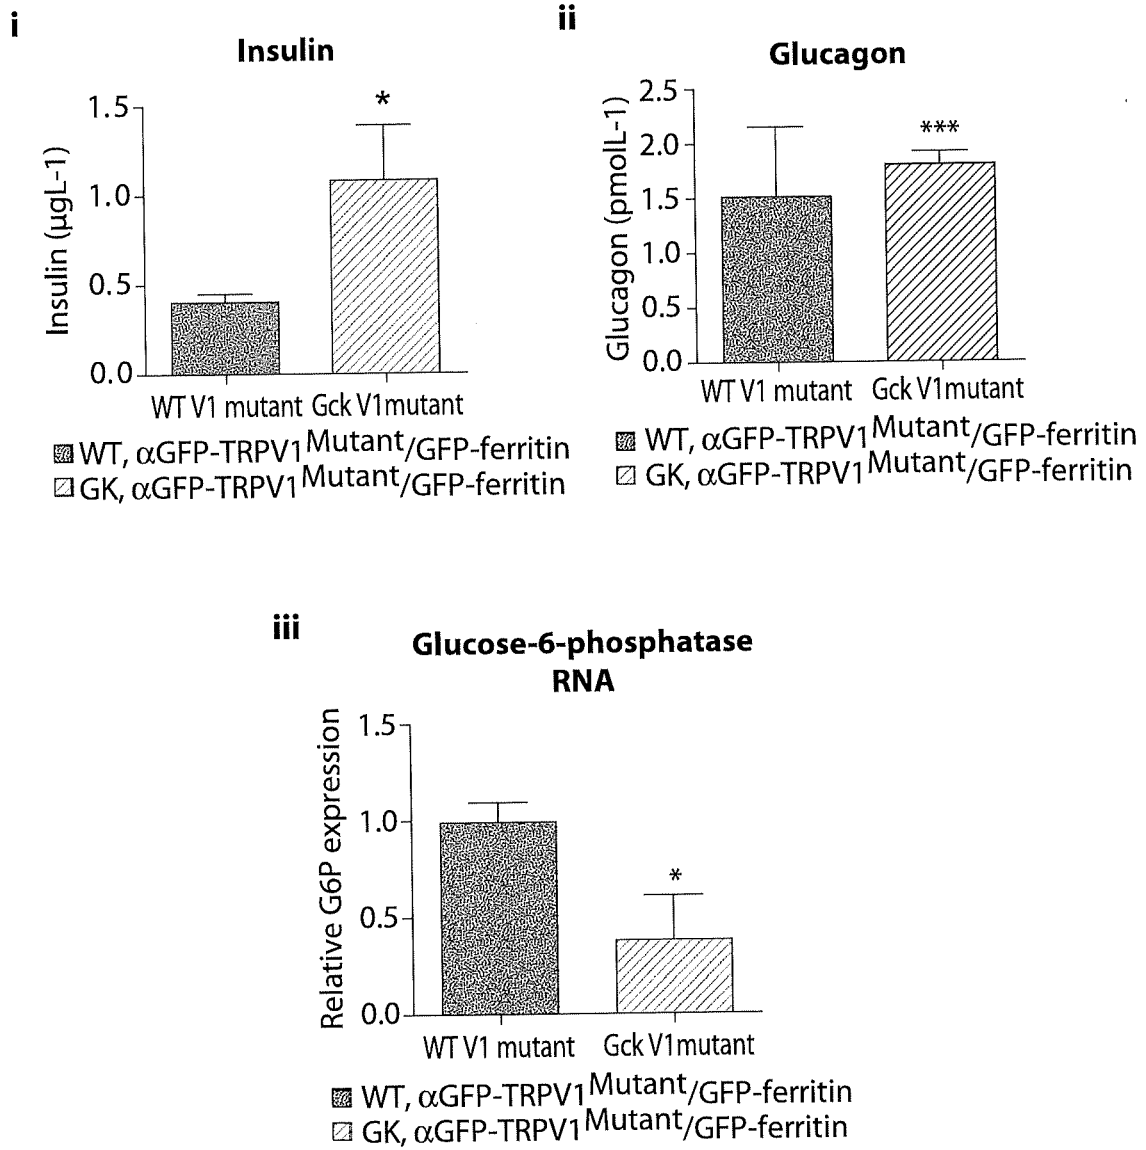 i
Insulin
Insulin (µgL-1)
1.5
1.0
0.5
0.0
*
WT V1 mutant Gck V1mutant
WT, αGFP-TRPV1Mutant/GFP-ferritin
GK, αGFP-TRPV1Mutant/GFP-ferritin
ii
Glucagon
Glucagon (pmolL-1)
2.5
2.0
1.5
1.0
0.5
0.0
***
WT V1 mutant Gck V1mutant
WT, αGFP-TRPV1Mutant/GFP-ferritin
GK, αGFP-TRPV1Mutant/GFP-ferritin
iii
Glucose-6-phosphatase
RNA
Relative G6P expression
1.5
1.0
0.5
0.0
*
WT V1 mutant Gck V1mutant
WT, αGFP-TRPV1Mutant/GFP-ferritin
GK, αGFP-TRPV1Mutant/GFP-ferritin